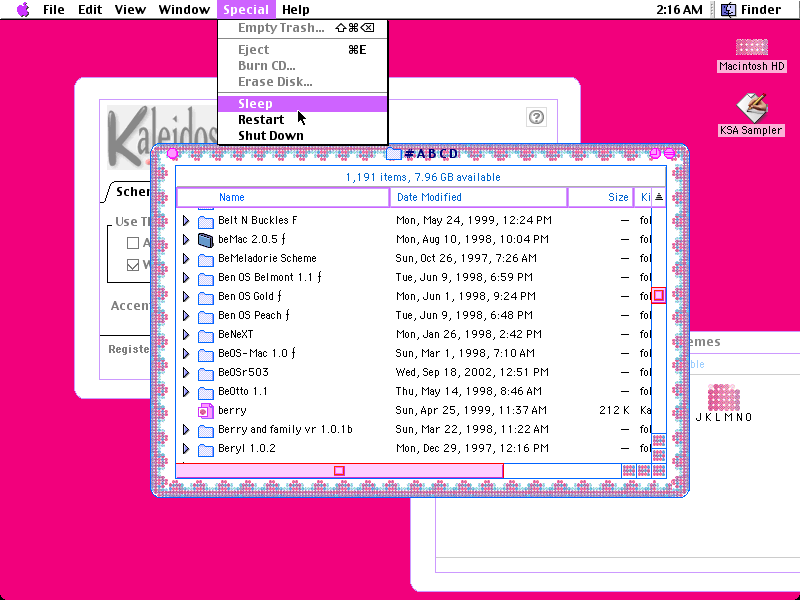 File Edit View Window Special Help 2:16 AM Finder
Empty Trash... ⇧⌘⌫
Eject ⌘E
Burn CD...
Erase Disk...
Sleep
Restart
Shut Down
Macintosh HD
KSA Sampler
Kaleidos
?
Schem
Use Th
A
W
Accen
Registe
#ABCD
1,191 items, 7.96 GB available
Name Date Modified Size Ki
Belt N Buckles F Mon, May 24, 1999, 12:24 PM — fol
beMac 2.0.5 ƒ Mon, Aug 10, 1998, 10:04 PM — fol
BeMeladorie Scheme Sun, Oct 26, 1997, 7:26 AM — fol
Ben OS Belmont 1.1 ƒ Tue, Jun 9, 1998, 6:59 PM — fol
Ben OS Gold ƒ Mon, Jun 1, 1998, 9:24 PM — fol
Ben OS Peach ƒ Tue, Jun 9, 1998, 6:48 PM — fol
BeNeXT Mon, Jan 26, 1998, 2:42 PM — fol
BeOS-Mac 1.0 ƒ Sun, Mar 1, 1998, 7:10 AM — fol
BeOSr503 Wed, Sep 18, 2002, 12:51 PM — fol
BeOtto 1.1 Thu, May 14, 1998, 8:46 AM — fol
berry Sun, Apr 25, 1999, 11:37 AM 212 K Ka
Berry and family vr 1.0.1b Sun, Mar 22, 1998, 11:22 AM — fol
Beryl 1.0.2 Mon, Dec 29, 1997, 12:16 PM — fol
emes
ble
J K L M N O